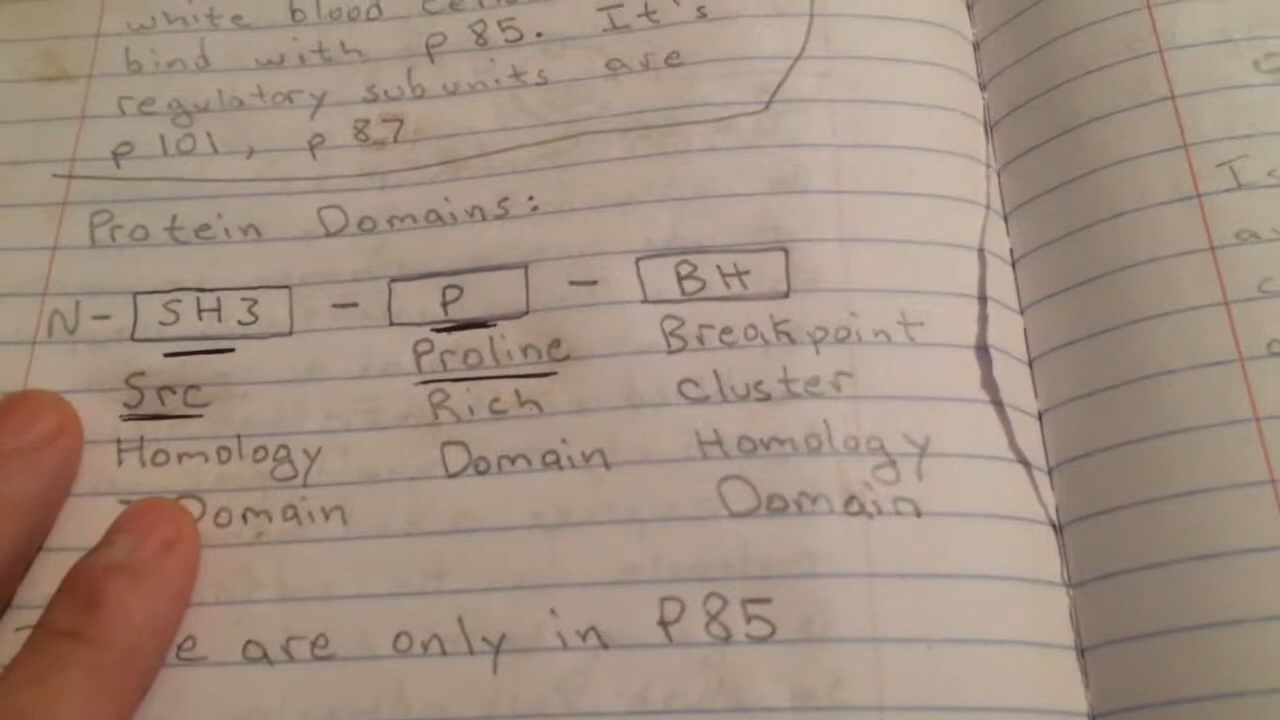 white blood
bind with p 85. It's
regulatory subunits are
p 101, p 87
Protein Domains:
N- SH3 - P - BH
Src Proline Breakpoint
Homology Rich Cluster
Domain Domain Homology
Domain
are only in P85